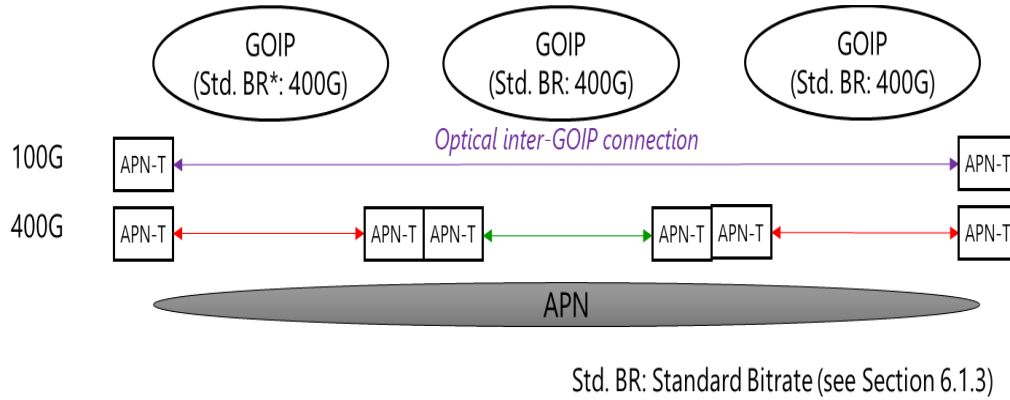 GOIP
(Std. BR*: 400G)
GOIP
(Std. BR: 400G)
GOIP
(Std. BR: 400G)
Optical inter-GOIP connection
100G
APN-T
APN-T
400G
APN-T
APN-T
APN-T
APN-T
APN-T
APN-T
APN
Std. BR: Standard Bitrate (see Section 6.1.3)